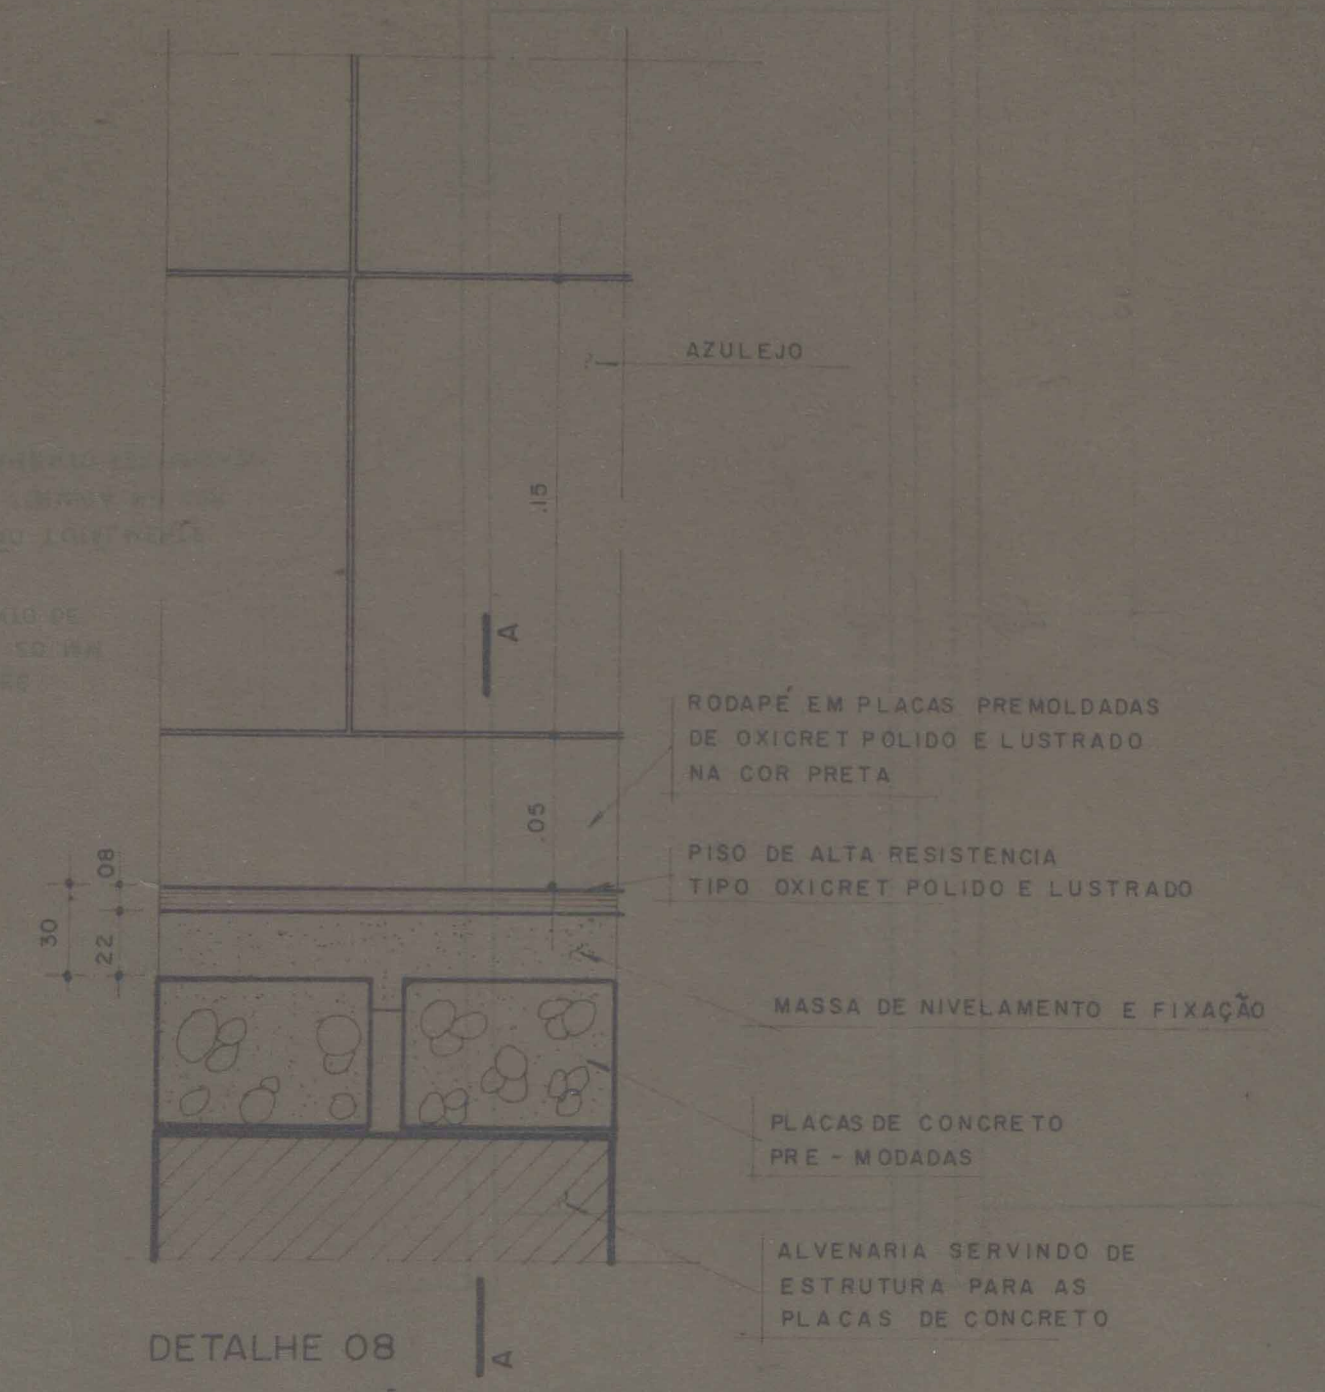 AZULEJO
.15
A
RODAPÉ EM PLACAS PREMOLDADAS
DE OXICRET POLIDO E LUSTRADO
NA COR PRETA
.05
PISO DE ALTA RESISTENCIA
TIPO OXICRET POLIDO E LUSTRADO
08
30
22
MASSA DE NIVELAMENTO E FIXAÇÃO
PLACAS DE CONCRETO
PRE - MODADAS
ALVENARIA SERVINDO DE
ESTRUTURA PARA AS
PLACAS DE CONCRETO
DETALHE 08
A